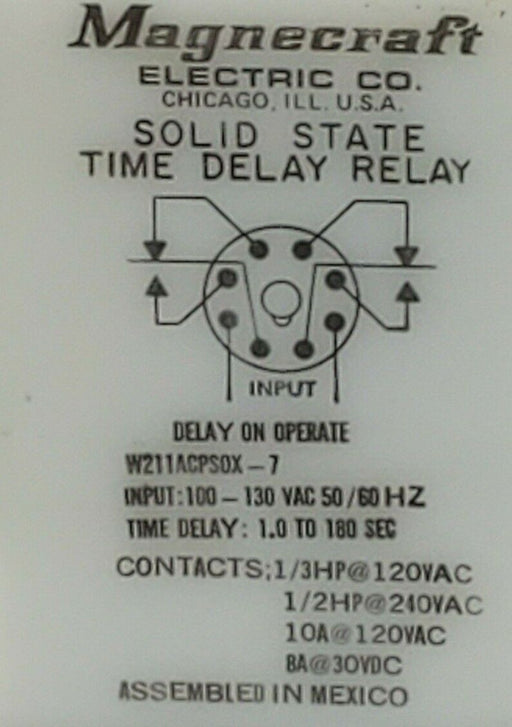 Magnecraft
ELECTRIC CO.
CHICAGO, ILL. U.S.A.
SOLID STATE
TIME DELAY RELAY
INPUT
DELAY ON OPERATE
W211ACPSOX – 7
INPUT: 100 – 130 VAC 50/60 HZ
TIME DELAY: 1.0 TO 180 SEC
CONTACTS; 1/3HP@120VAC
1/2HP@240VAC
10A@120VAC
8A@30VDC
ASSEMBLED IN MEXICO